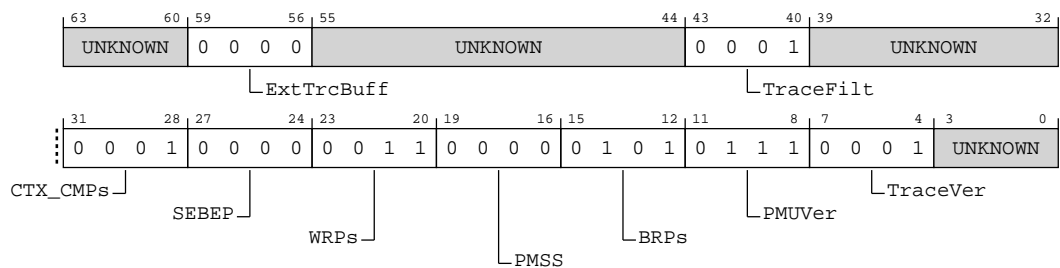 63 60 59 56 55 44 43 40 39 32
UNKNOWN 0 0 0 0 UNKNOWN 0 0 0 1 UNKNOWN
ExtTrcBuff TraceFilt
31 28 27 24 23 20 19 16 15 12 11 8 7 4 3 0
0 0 0 1 0 0 0 0 0 0 1 1 0 0 0 0 0 1 0 1 0 1 1 1 0 0 0 1 UNKNOWN
CTX_CMPs TraceVer
SEBEP PMUVer
WRPs BRPs
PMSS